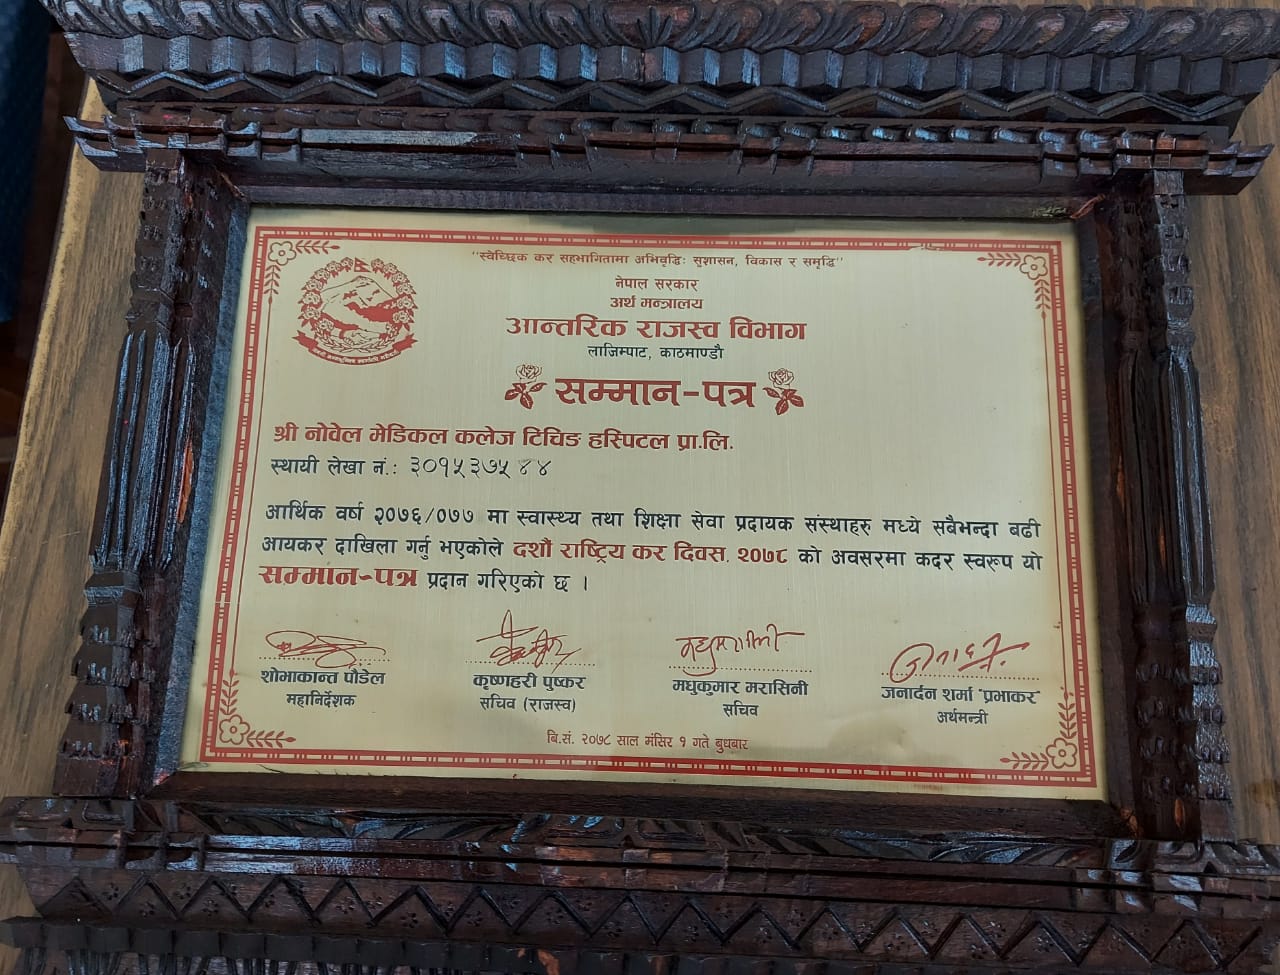 "स्वेच्छिक कर सहभागितामा अभिवृद्धिः सुशासन, विकास र समृद्धि"
नेपाल सरकार
अर्थ मन्त्रालय
आन्तरिक राजस्व विभाग
लाजिम्पाट, काठमाण्डौ
सम्मान-पत्र
श्री नोवेल मेडिकल कलेज टिचिङ हस्पिटल प्रा.लि.
स्थायी लेखा नं.: ३०१५३७५४४
आर्थिक वर्ष २०७६/०७७ मा स्वास्थ्य तथा शिक्षा सेवा प्रदायक संस्थाहरु मध्ये सबैभन्दा बढी
आयकर दाखिला गर्नु भएकोले दशौं राष्ट्रिय कर दिवस, २०७८ को अवसरमा कदर स्वरूप यो
सम्मान-पत्र प्रदान गरिएको छ ।
शोभाकान्त पौडेल
महानिर्देशक
कृष्णहरी पुष्कर
सचिव (राजस्व)
मधुकुमार मरासिनी
सचिव
जनार्दन शर्मा 'प्रभाकर'
अर्थमन्त्री
बि.सं. २०७८ साल मंसिर १ गते बुधबार